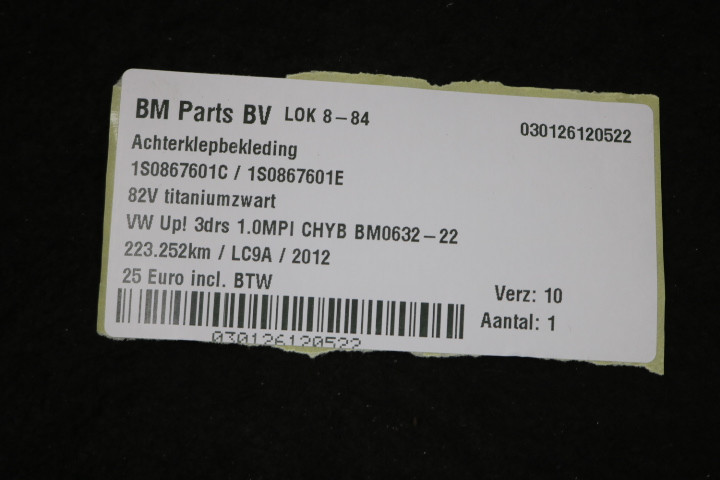 BM Parts BV LOK 8-84 030126120522
Achterklepbekleding
1S0867601C / 1S0867601E
82V titaniumzwart
VW Up! 3drs 1.0MPI CHYB BM0632-22
223.252km / LC9A / 2012
25 Euro incl. BTW
Verz: 10
Aantal: 1
030126120522